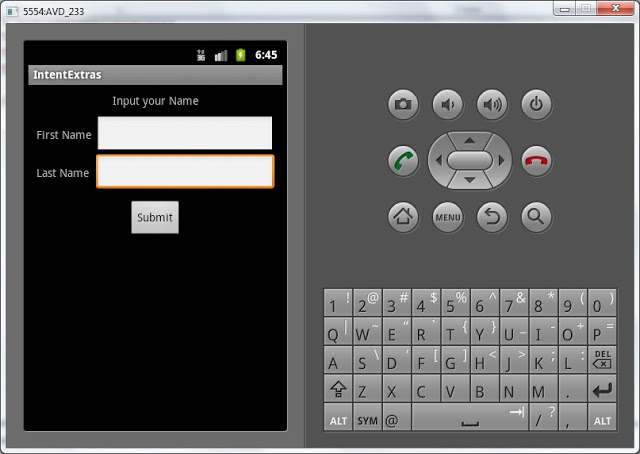 5554:AVD_233
3G 6:45
IntentExtras
Input your Name
First Name
Last Name
Submit
MENU
1 ! 2 @ 3 # 4 $ 5 % 6 ^ 7 & 8 * 9 ( 0 )
Q | W ~ E " R ` T { Y } U _ I - O + P =
A S \ D ' F [ G ] H < J > K ; L : DEL
Z X C V B N M .
ALT SYM @ / ? , ALT